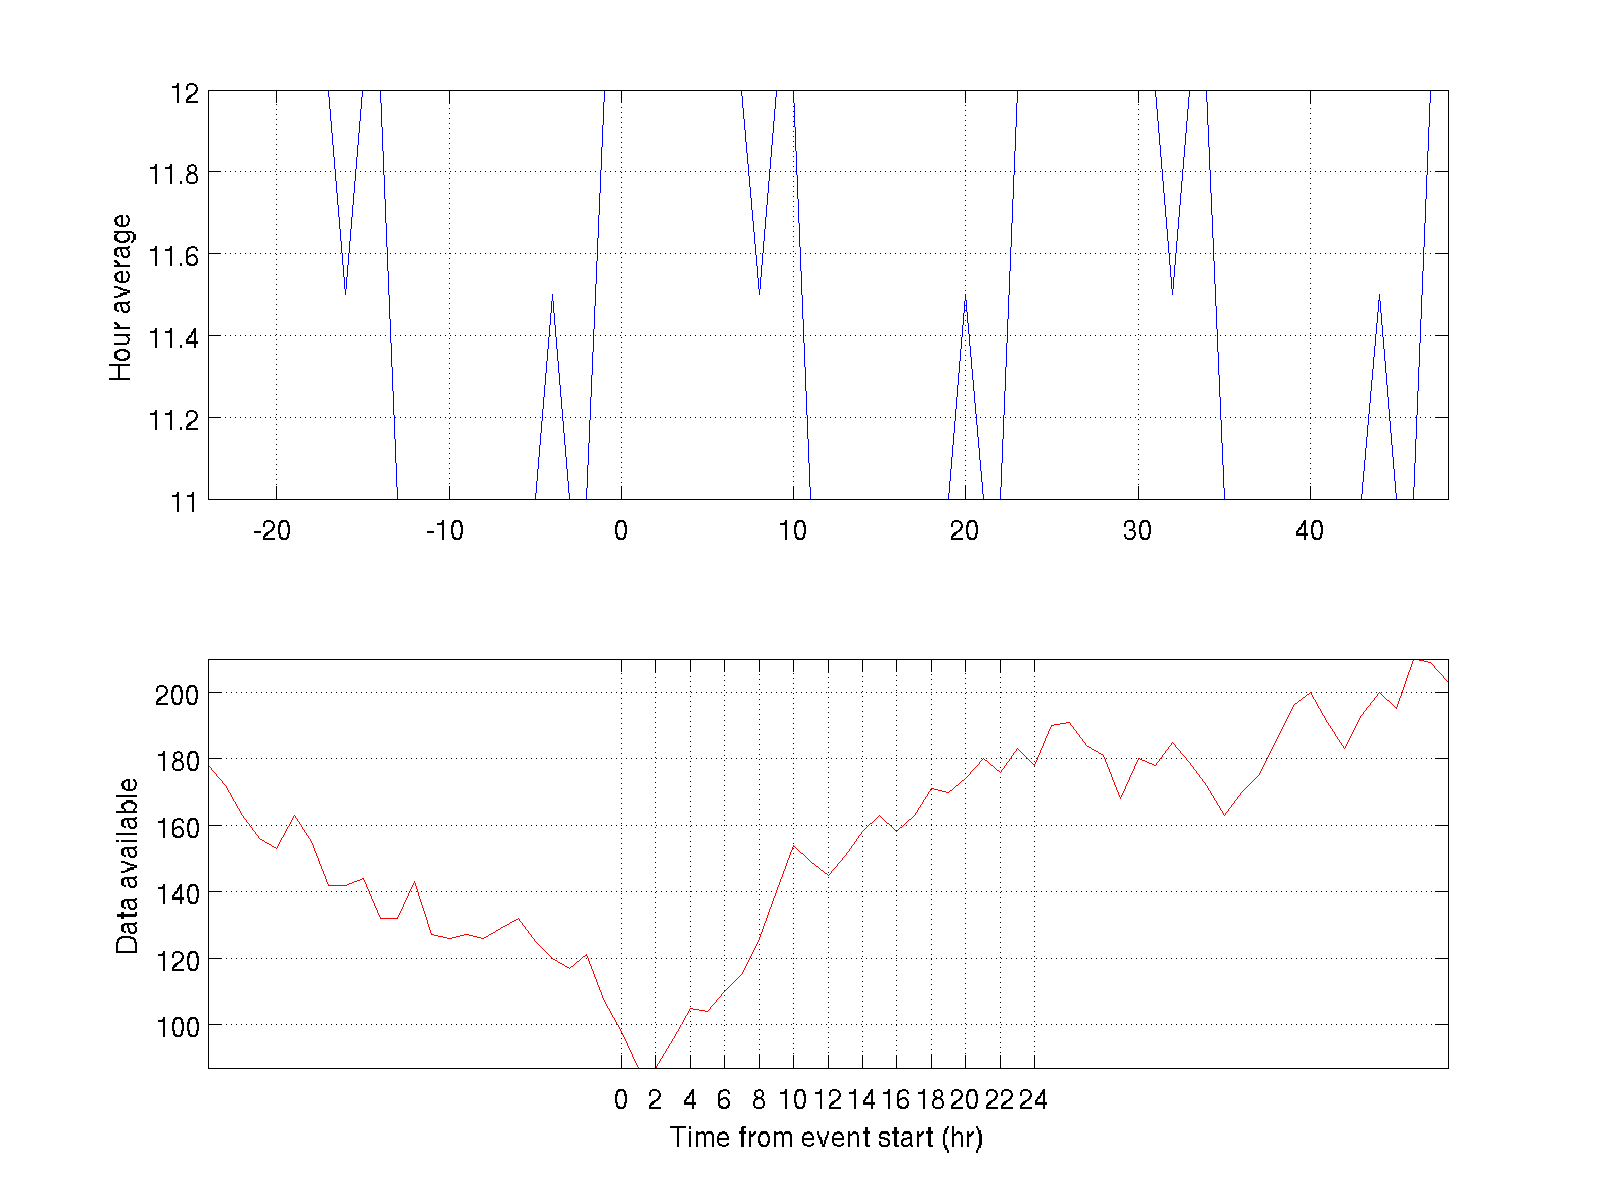 12
11.8
11.6
11.4
11.2
11
Hour average
-20 -10 0 10 20 30 40
200
180
160
140
120
100
Data available
0 2 4 6 8 10 12 14 16 18 20 22 24
Time from event start (hr)